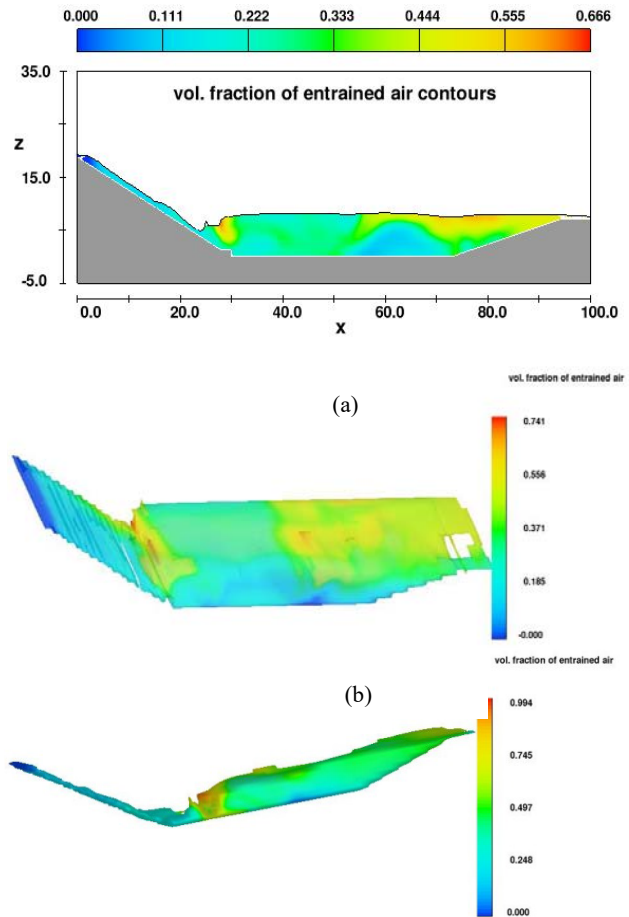 0.000 0.111 0.222 0.333 0.444 0.555 0.666
35.0
vol. fraction of entrained air contours
z
15.0
-5.0
0.0 20.0 40.0 60.0 80.0 100.0
x
vol. fraction of entrained air
(a)
0.741
0.556
0.371
0.185
-0.000
vol. fraction of entrained air
(b)
0.994
0.745
0.497
0.248
0.000